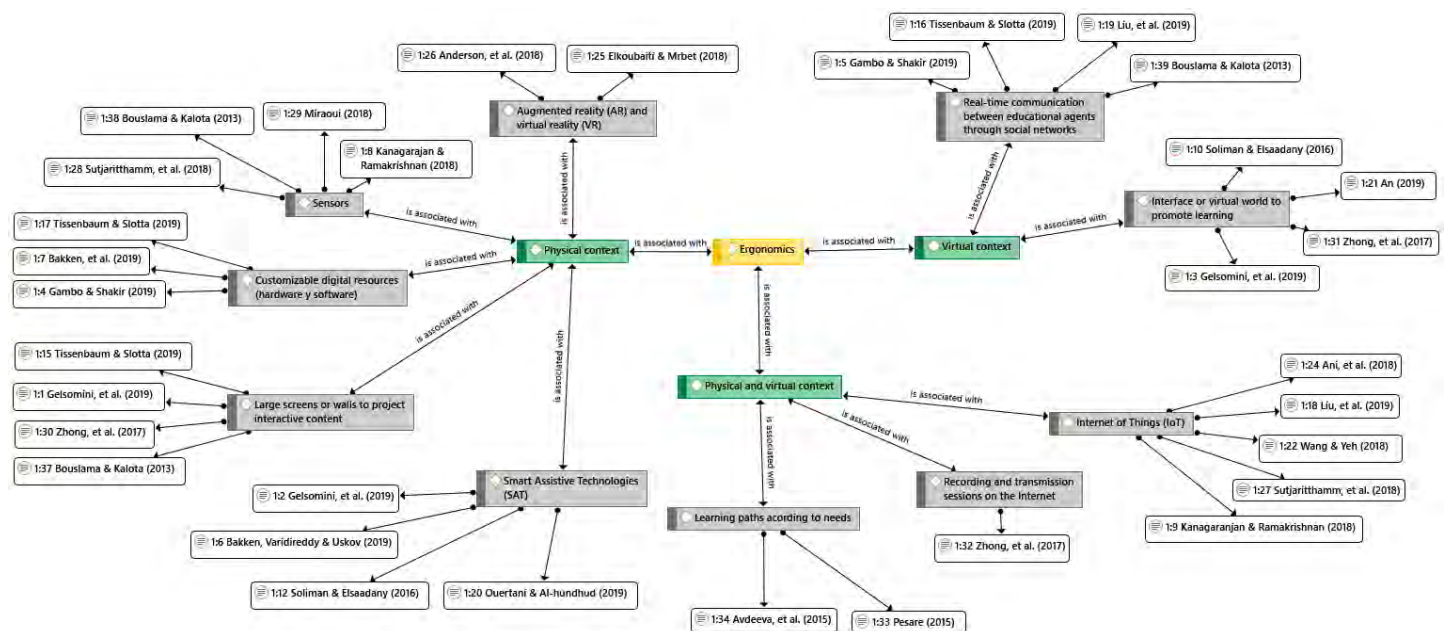 1:16 Tissenbaum & Slotta (2019)
1:19 Liu, et al. (2019)
1:5 Gambo & Shakir (2019)
1:39 Bouslama & Kalota (2013)
Real-time communication
between educational agents
through social networks
1:26 Anderson, et al. (2018)
1:25 Elkoubaiti & Mrbet (2018)
Augmented reality (AR) and
virtual reality (VR)
1:38 Bouslama & Kalota (2013)
1:29 Miraoui (2018)
1:8 Kanagarajan &
Ramakrishnan (2018)
1:28 Sutjaritthamm, et al. (2018)
Sensors
is associated with
is associated with
is associated with
1:10 Soliman & Elsaadany (2016)
1:21 An (2019)
Interface or virtual world to
promote learning
1:31 Zhong, et al. (2017)
1:3 Gelsomini, et al. (2019)
is associated with
1:17 Tissenbaum & Slotta (2019)
1:7 Bakken, et al. (2019)
1:4 Gambo & Shakir (2019)
Customizable digital resources
(hardware y software)
is associated with
Physical context
is associated with
Ergonomics
is associated with
Virtual context
is associated with
is associated with
is associated with
1:15 Tissenbaum & Slotta (2019)
1:1 Gelsomini, et al. (2019)
1:30 Zhong, et al. (2017)
1:37 Bouslama & Kalota (2013)
Large screens or walls to project
interactive content
Physical and virtual context
is associated with
is associated with
is associated with
1:24 Ani, et al. (2018)
1:18 Liu, et al. (2019)
Internet of Things (IoT)
1:22 Wang & Yeh (2018)
1:27 Sutjaritthamm, et al. (2018)
1:9 Kanagaranjan & Ramakrishnan (2018)
Smart Assistive Technologies
(SAT)
1:2 Gelsomini, et al. (2019)
1:6 Bakken, Varidireddy & Uskov (2019)
1:12 Soliman & Elsaadany (2016)
1:20 Ouertani & Al-hundhud (2019)
Recording and transmission
sessions on the Internet
1:32 Zhong, et al. (2017)
Learning paths acording to needs
1:34 Avdeeva, et al. (2015)
1:33 Pesare (2015)